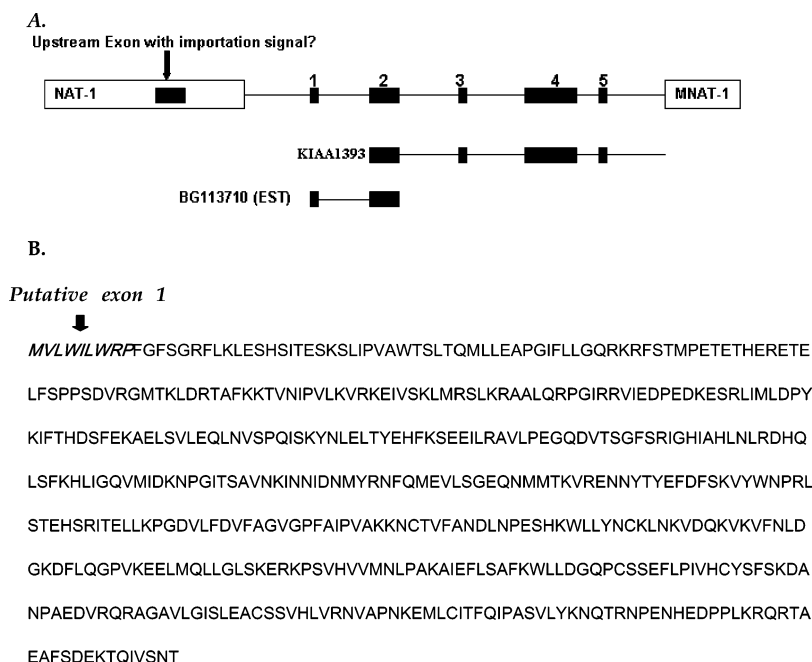 A.
Upstream Exon with importation signal?
NAT-1 1 2 3 4 5 MNAT-1
KIAA1393
BG113710 (EST)
B.
Putative exon 1
MVLWILWRPFGFSGRFLKLESHSITESKSLIPVAWTSLTQMLLEAPGIFLLGQRKRFSTMPETETHERETE
LFSPPSDVRGMTKLDRTAFKKTVNIPVLKVRKEIVSKLMRSLKRAALQRPGIRRVIEDPEDKESRLIMLDPY
KIFTHDSFEKAELSVLEQLNVSPQISKYNLELTYEHFKSEEILRAVLPEGQDVTSGFSRIGHIAHLNLRDHQ
LSFKHLIGQVMIDKNPGITSAVNKINNIDNMYRNFQMEVLSGEQNMMTKVRENNYTYEFDFSKVYWNPRL
STEHSRITELLKPGDVLFDVFAGVGPFAIPVAKKNCTVFANDLNPESHKWLLYNCKLNKVDQKVKVFNLD
GKDFLQGPVKEELMQLLGLSKERKPSVHVVMNLPAKAIEFLSAFKWLLDGQPCSSEFLPIVHCYSFSKDA
NPAEDVRQRAGAVLGISLEACSSVHLVRNVAPNKEMLCITFQIPASVLYKNQTRNPENHEDPPLKRQRTA
EAFSDEKTQIVSNT